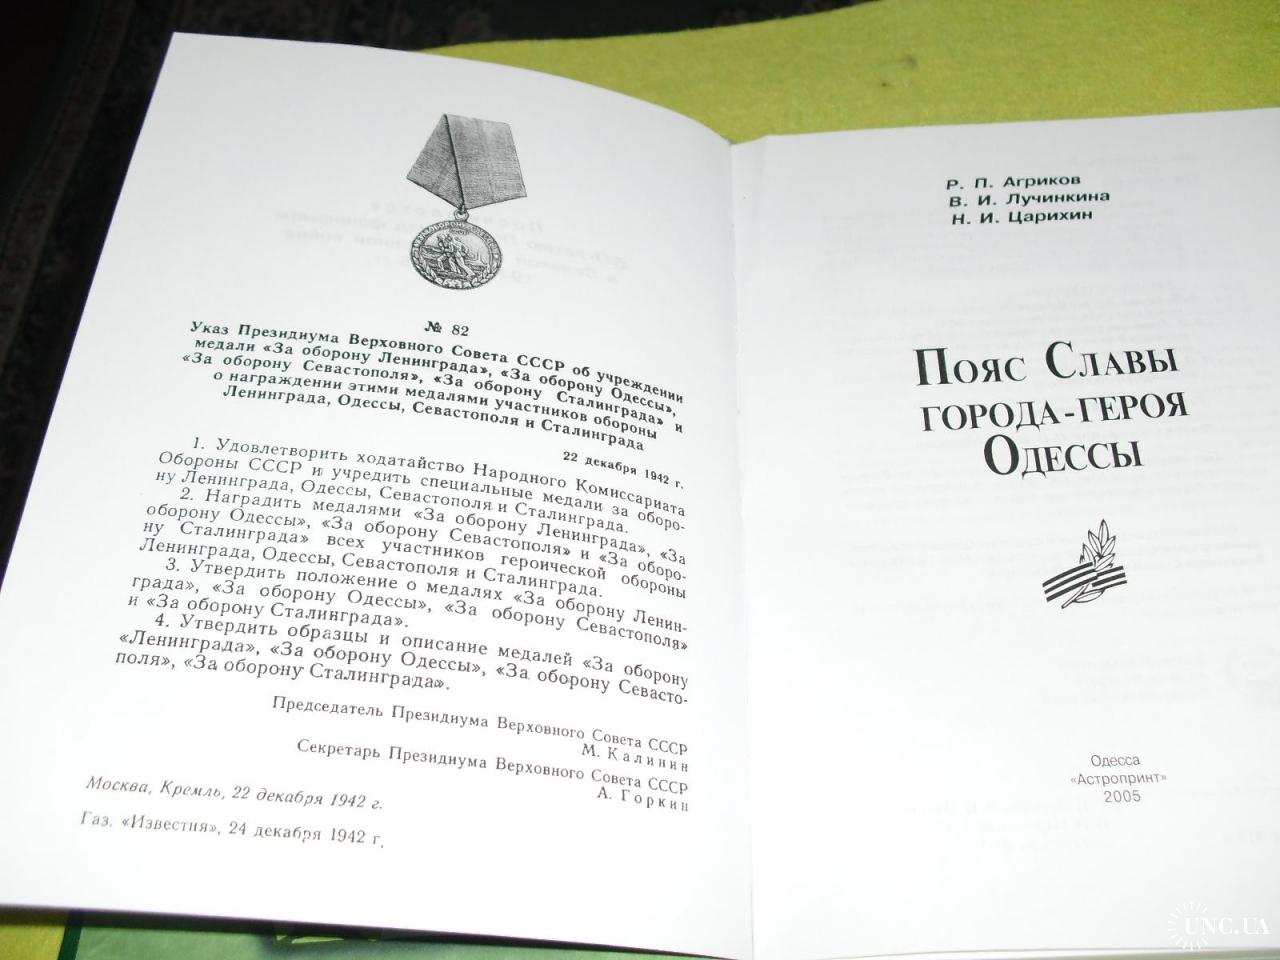 № 82
Указ Президиума Верховного Совета СССР об учреждении
медали «За оборону Ленинграда», «За оборону Одессы»,
«За оборону Севастополя», «За оборону Сталинграда» и
о награждении этими медалями участников обороны
Ленинграда, Одессы, Севастополя и Сталинграда
22 декабря 1942 г.
1. Удовлетворить ходатайство Народного Комиссариата
Обороны СССР и учредить специальные медали за оборо-
ну Ленинграда, Одессы, Севастополя и Сталинграда.
2. Наградить медалями «За оборону Ленинграда», «За
оборону Одессы», «За оборону Севастополя» и «За оборо-
ну Сталинграда» всех участников героической обороны
Ленинграда, Одессы, Севастополя и Сталинграда.
3. Утвердить положение о медалях «За оборону Ленин-
града», «За оборону Одессы», «За оборону Севастополя»
и «За оборону Сталинграда».
4. Утвердить образцы и описание медалей «За оборону
«Ленинграда», «За оборону Одессы», «За оборону Севасто-
поля», «За оборону Сталинграда».
Председатель Президиума Верховного Совета СССР
М. Калинин
Секретарь Президиума Верховного Совета СССР
А. Горкин
Москва, Кремль, 22 декабря 1942 г.
Газ. «Известия», 24 декабря 1942 г.
Р. П. Агриков
В. И. Лучинкина
Н. И. Царихин
Пояс Славы
города-героя
Одессы
Одесса
«Астропринт»
2005
UNC.UA